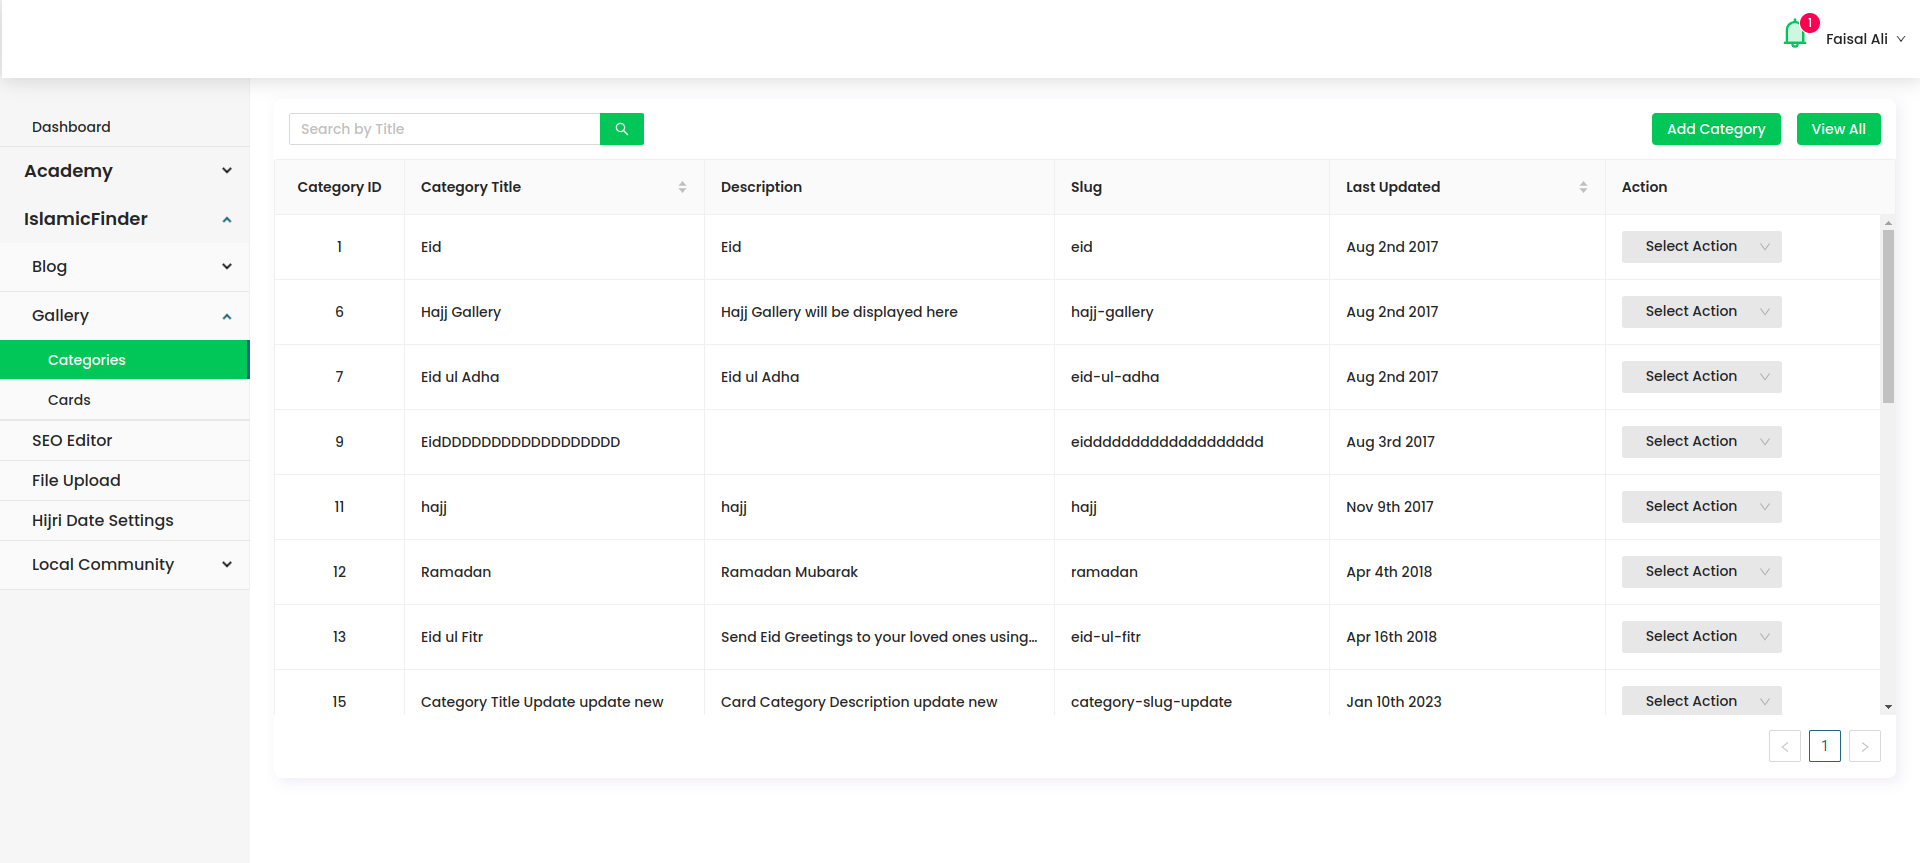 1
Faisal Ali
Dashboard
Academy
IslamicFinder
Blog
Gallery
Categories
Cards
SEO Editor
File Upload
Hijri Date Settings
Local Community
Search by Title
Add Category
View All
Category ID Category Title Description Slug Last Updated Action
1 Eid Eid eid Aug 2nd 2017 Select Action
6 Hajj Gallery Hajj Gallery will be displayed here hajj-gallery Aug 2nd 2017 Select Action
7 Eid ul Adha Eid ul Adha eid-ul-adha Aug 2nd 2017 Select Action
9 EidDDDDDDDDDDDDDDDDDD eiddddddddddddddddddd Aug 3rd 2017 Select Action
11 hajj hajj hajj Nov 9th 2017 Select Action
12 Ramadan Ramadan Mubarak ramadan Apr 4th 2018 Select Action
13 Eid ul Fitr Send Eid Greetings to your loved ones using... eid-ul-fitr Apr 16th 2018 Select Action
15 Category Title Update update new Card Category Description update new category-slug-update Jan 10th 2023 Select Action
< 1 >